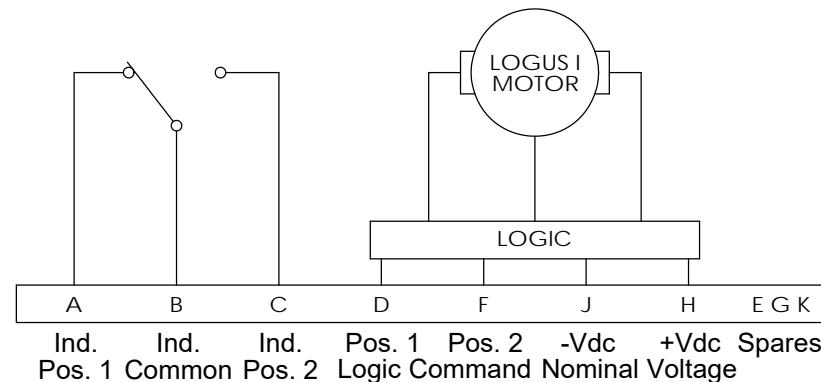 LOGUS I
MOTOR
LOGIC
A B C D F J H E G K
Ind. Ind. Ind. Pos. 1 Pos. 2 -Vdc +Vdc Spares
Pos. 1 Common Pos. 2 Logic Command Nominal Voltage